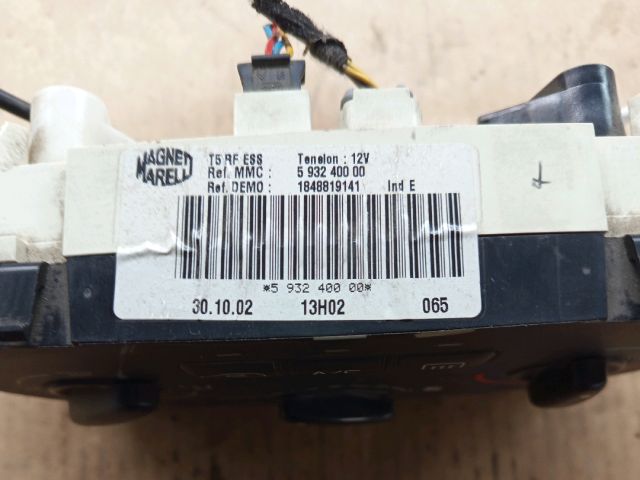 MAGNETI
MARELLI
T5 RF ESS Tension : 12V
Ref. MMC : 5 932 400 00
Ref. DEMO : 1848819141 Ind E
*5 932 400 00*
30.10.02 13H02 065
A/C